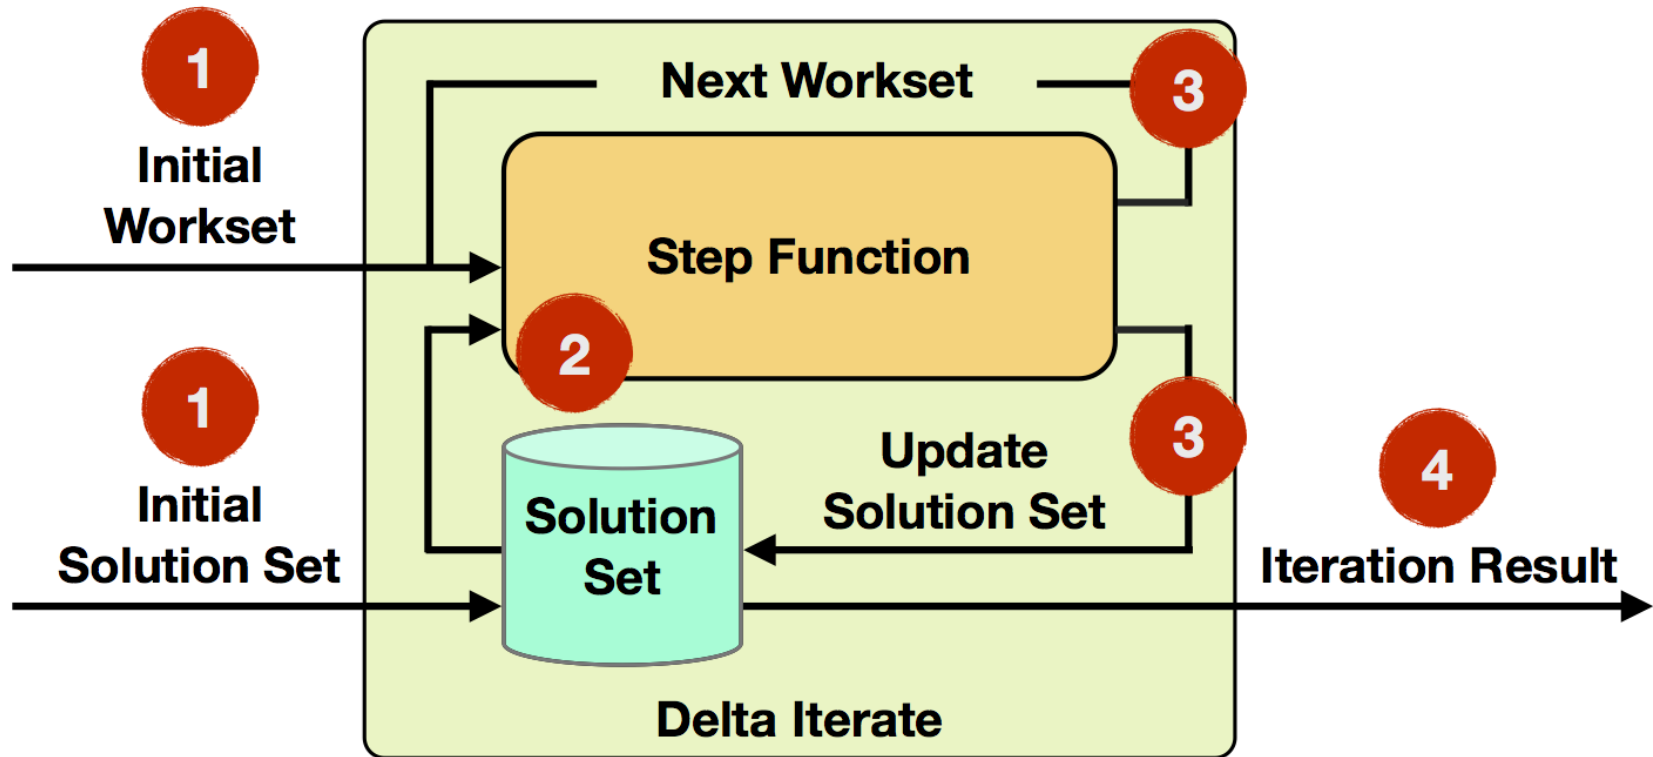 1
Initial
Workset
Next Workset
3
Step Function
2
1
Initial
Solution Set
Solution
Set
Update
Solution Set
3
4
Iteration Result
Delta Iterate